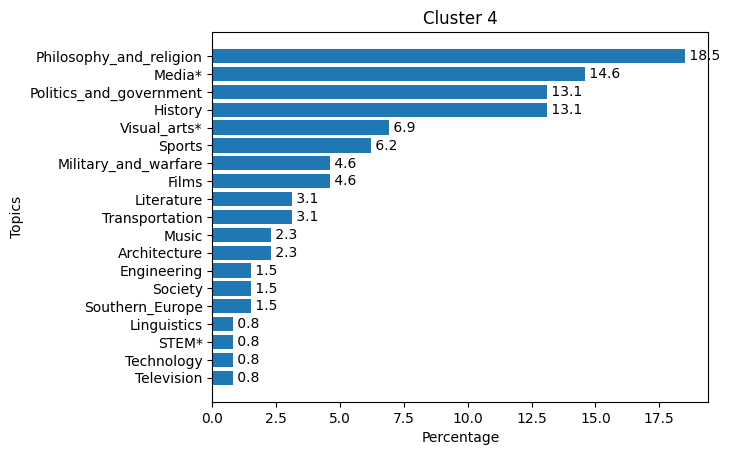 Cluster 4
Philosophy_and_religion 18.5
Media* 14.6
Politics_and_government 13.1
History 13.1
Visual_arts* 6.9
Sports 6.2
Military_and_warfare 4.6
Films 4.6
Literature 3.1
Transportation 3.1
Music 2.3
Architecture 2.3
Engineering 1.5
Society 1.5
Southern_Europe 1.5
Linguistics 0.8
STEM* 0.8
Technology 0.8
Television 0.8
Topics
0.0 2.5 5.0 7.5 10.0 12.5 15.0 17.5
Percentage